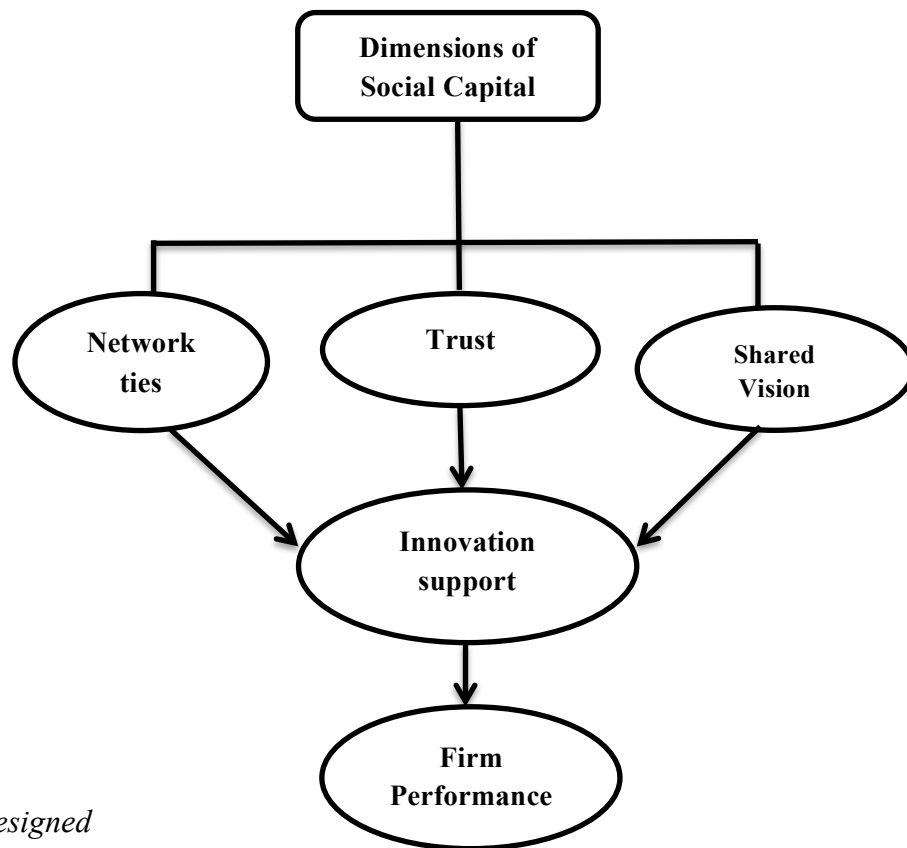 Dimensions of
Social Capital
Network
ties
Trust
Shared
Vision
Innovation
support
Firm
Performance
esigned